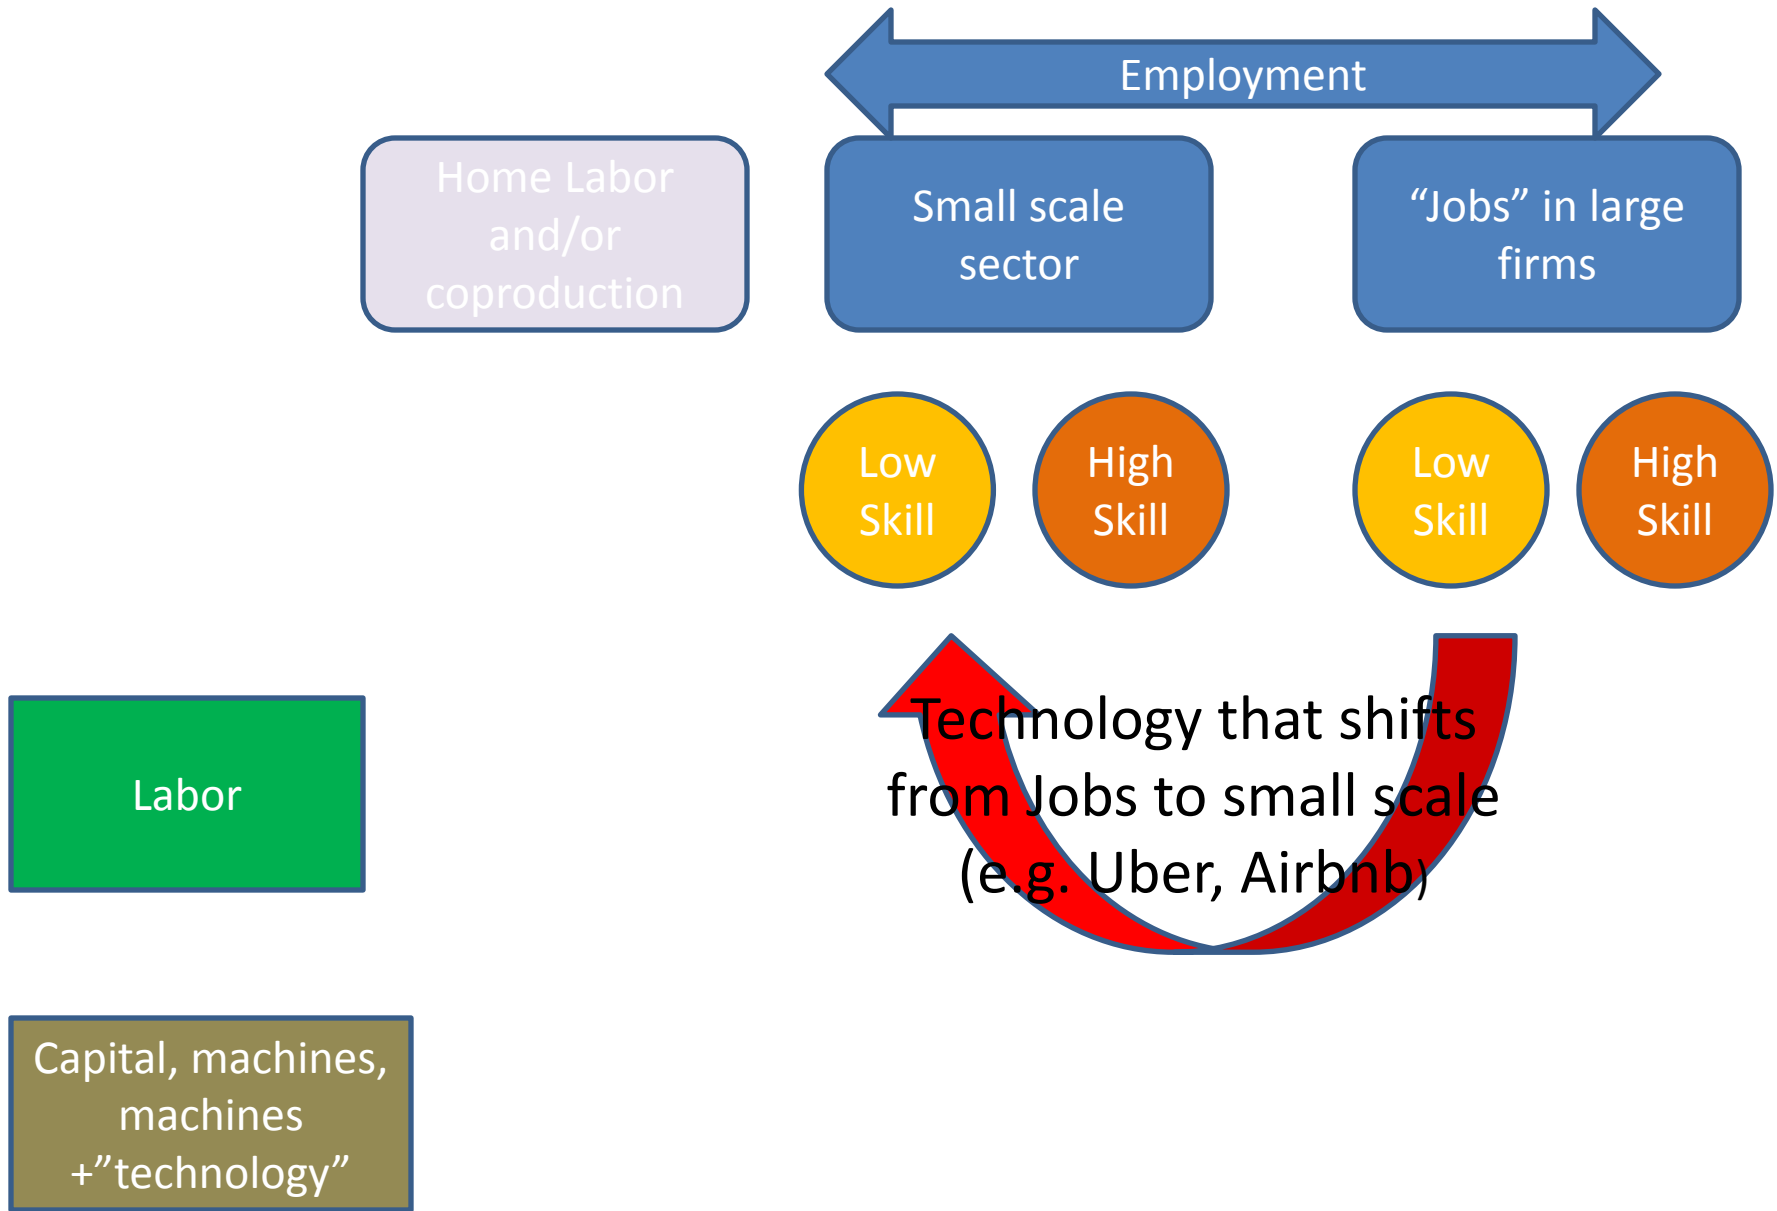 Employment
Home Labor
and/or
coproduction
Small scale
sector
“Jobs” in large
firms
Low
Skill
High
Skill
Low
Skill
High
Skill
Technology that shifts
from Jobs to small scale
(e.g. Uber, Airbnb)
Labor
Capital, machines,
machines
+”technology”